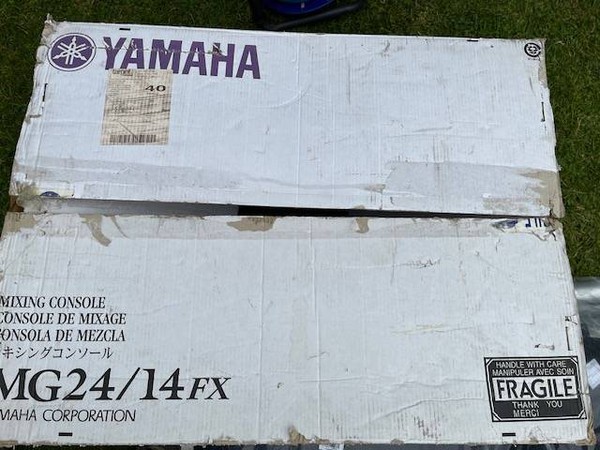 YAMAHA
40
MIXING CONSOLE
CONSOLE DE MIXAGE
CONSOLA DE MEZCLA
キシングコンソール
MG24/14FX
AMAHA CORPORATION
HANDLE WITH CARE
MANIPULER AVEC SOIN
FRAGILE
THANK YOU
MERCI